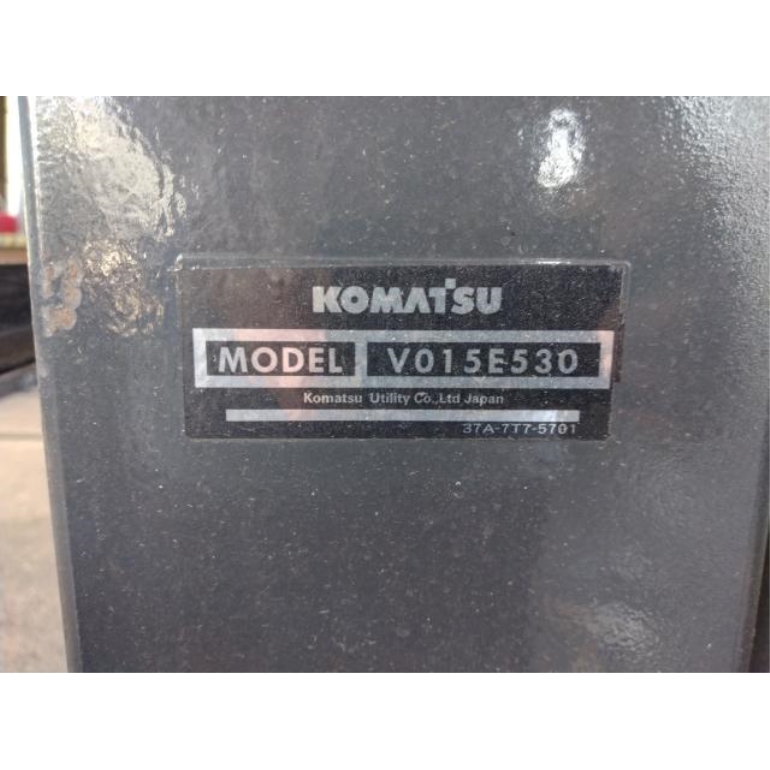 KOMATSU
MODEL V015E530
Komatsu Utility Co.,Ltd Japan
37A-7T7-5701